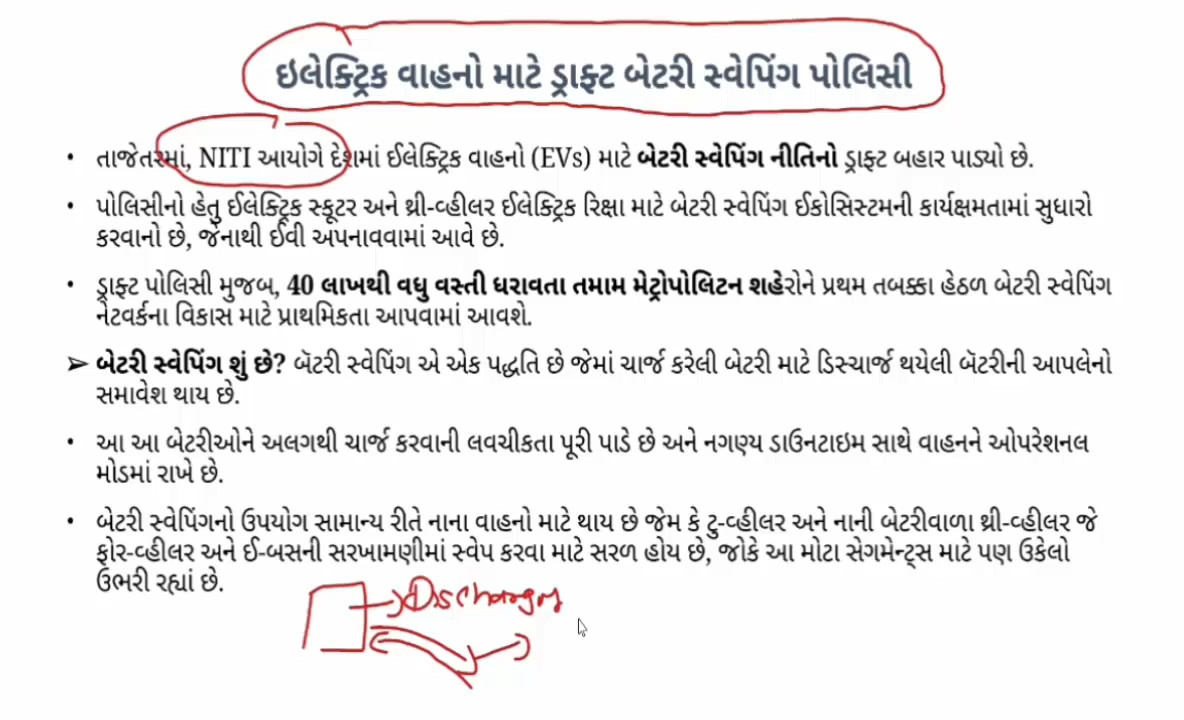 ઇલેક્ટ્રિક વાહનો માટે ડ્રાફ્ટ બેટરી સ્વેપિંગ પોલિસી
• તાજેતરમાં, NITI આયોગે દેશમાં ઈલેક્ટ્રિક વાહનો (EVs) માટે બેટરી સ્વેપિંગ નીતિનો ડ્રાફ્ટ બહાર પાડ્યો છે.
• પોલિસીનો હેતુ ઈલેક્ટ્રિક સ્કૂટર અને થ્રી-વ્હીલર ઈલેક્ટ્રિક રિક્ષા માટે બેટરી સ્વેપિંગ ઈકોસિસ્ટમની કાર્યક્ષમતામાં સુધારો
કરવાનો છે, જેનાથી ઈવી અપનાવવામાં આવે છે.
• ડ્રાફ્ટ પોલિસી મુજબ, 40 લાખથી વધુ વસ્તી ધરાવતા તમામ મેટ્રોપોલિટન શહેરોને પ્રથમ તબક્કા હેઠળ બેટરી સ્વેપિંગ
નેટવર્કના વિકાસ માટે પ્રાથમિકતા આપવામાં આવશે.
➢ બેટરી સ્વેપિંગ શું છે? બૅટરી સ્વેપિંગ એ એક પદ્ધતિ છે જેમાં ચાર્જ કરેલી બેટરી માટે ડિસ્ચાર્જ થયેલી બૅટરીની આપલેનો
સમાવેશ થાય છે.
• આ આ બેટરીઓને અલગથી ચાર્જ કરવાની લવચીકતા પૂરી પાડે છે અને નગણ્ય ડાઉનટાઇમ સાથે વાહનને ઓપરેશનલ
મોડમાં રાખે છે.
• બેટરી સ્વેપિંગનો ઉપયોગ સામાન્ય રીતે નાના વાહનો માટે થાય છે જેમ કે ટુ-વ્હીલર અને નાની બેટરીવાળા થ્રી-વ્હીલર જે
ફોર-વ્હીલર અને ઈ-બસની સરખામણીમાં સ્વેપ કરવા માટે સરળ હોય છે, જોકે આ મોટા સેગમેન્ટ્સ માટે પણ ઉકેલો
ઉભરી રહ્યાં છે.